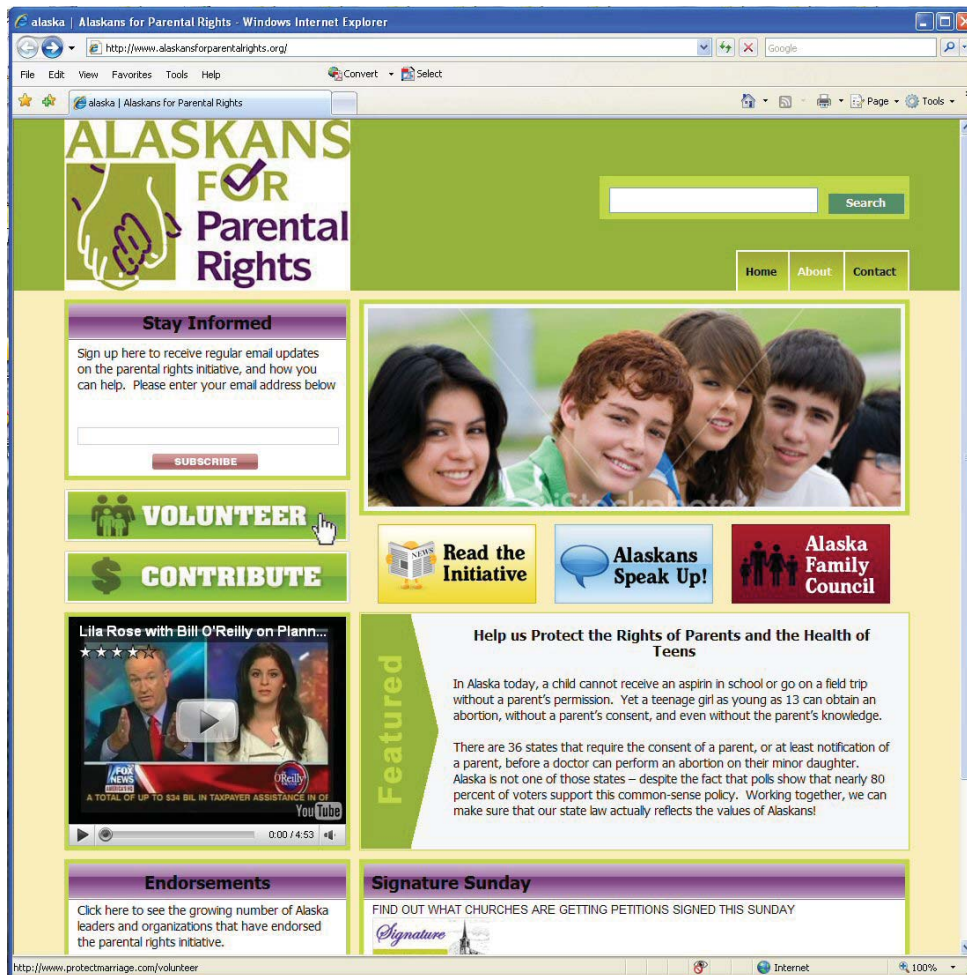 alaska | Alaskans for Parental Rights - Windows Internet Explorer
http://www.alaskansforparentalrights.org/
Google
File Edit View Favorites Tools Help
Convert Select
alaska | Alaskans for Parental Rights
Page Tools
ALASKANS
FOR
Parental
Rights
Search
Home About Contact
Stay Informed
Sign up here to receive regular email updates
on the parental rights initiative, and how you
can help. Please enter your email address below
SUBSCRIBE
VOLUNTEER
CONTRIBUTE
iStockphoto
NEWS
Read the
Initiative
Alaskans
Speak Up!
Alaska
Family
Council
Lila Rose with Bill O'Reilly on Plann...
FOX
NEWS
O'Reilly
A TOTAL OF UP TO $34 BIL IN TAXPAYER ASSISTANCE IN OF
YouTube
0:00 / 4:53
Featured
Help us Protect the Rights of Parents and the Health of
Teens
In Alaska today, a child cannot receive an aspirin in school or go on a field trip
without a parent's permission. Yet a teenage girl as young as 13 can obtain an
abortion, without a parent's consent, and even without the parent's knowledge.
There are 36 states that require the consent of a parent, or at least notification of
a parent, before a doctor can perform an abortion on their minor daughter.
Alaska is not one of those states – despite the fact that polls show that nearly 80
percent of voters support this common-sense policy. Working together, we can
make sure that our state law actually reflects the values of Alaskans!
Endorsements
Click here to see the growing number of Alaska
leaders and organizations that have endorsed
the parental rights initiative.
Signature Sunday
FIND OUT WHAT CHURCHES ARE GETTING PETITIONS SIGNED THIS SUNDAY
Signature
http://www.protectmarriage.com/volunteer
Internet
100%